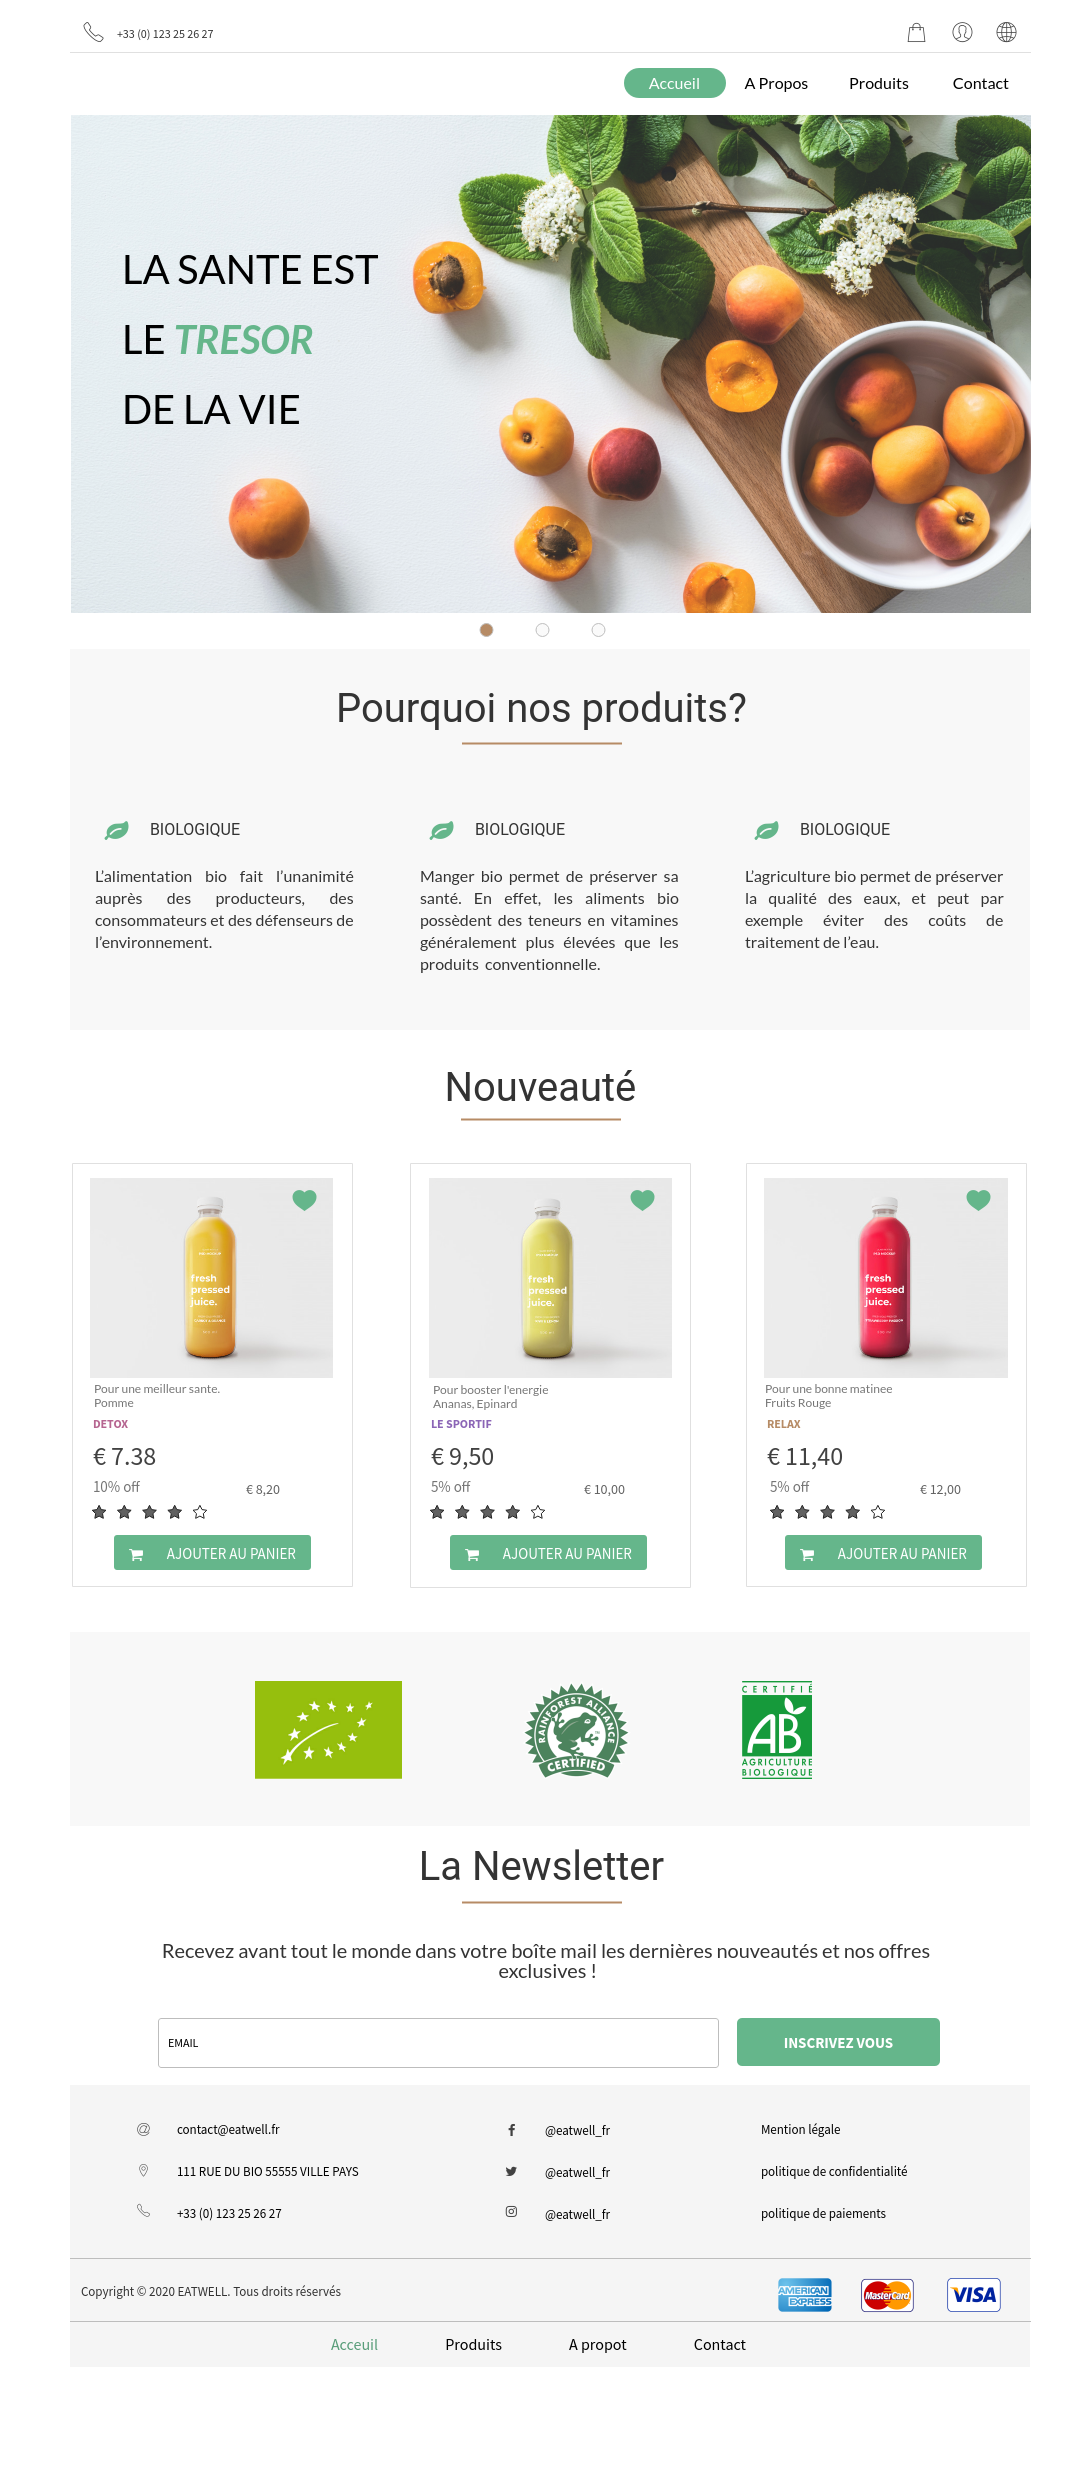 +33 (0) 123 25 26 27
Accueil
A Propos
Produits
Contact
LA SANTE EST
LE TRESOR
DE LA VIE
Pourquoi nos produits?
BIOLOGIQUE
L’alimentation bio fait l’unanimité
auprès des producteurs, des
consommateurs et des défenseurs de
l’environnement.
BIOLOGIQUE
Manger bio permet de préserver sa
santé. En effet, les aliments bio
possèdent des teneurs en vitamines
généralement plus élevées que les
produits conventionnelle.
BIOLOGIQUE
L’agriculture bio permet de préserver
la qualité des eaux, et peut par
exemple éviter des coûts de
traitement de l’eau.
Nouveauté
fresh
pressed
juice.
Pour une meilleur sante.
Pomme
DETOX
€ 7.38
10% off
€ 8,20
AJOUTER AU PANIER
fresh
pressed
juice.
Pour booster l'energie
Ananas, Epinard
LE SPORTIF
€ 9,50
5% off
€ 10,00
AJOUTER AU PANIER
fresh
pressed
juice.
Pour une bonne matinee
Fruits Rouge
RELAX
€ 11,40
5% off
€ 12,00
AJOUTER AU PANIER
RAINFOREST ALLIANCE
CERTIFIED
CERTIFIÉ
AB
AGRICULTURE
BIOLOGIQUE
La Newsletter
Recevez avant tout le monde dans votre boîte mail les dernières nouveautés et nos offres
exclusives !
EMAIL
INSCRIVEZ VOUS
contact@eatwell.fr
111 RUE DU BIO 55555 VILLE PAYS
+33 (0) 123 25 26 27
@eatwell_fr
@eatwell_fr
@eatwell_fr
Mention légale
politique de confidentialité
politique de paiements
Copyright © 2020 EATWELL. Tous droits réservés
AMERICAN
EXPRESS
MasterCard
VISA
Acceuil
Produits
A propot
Contact